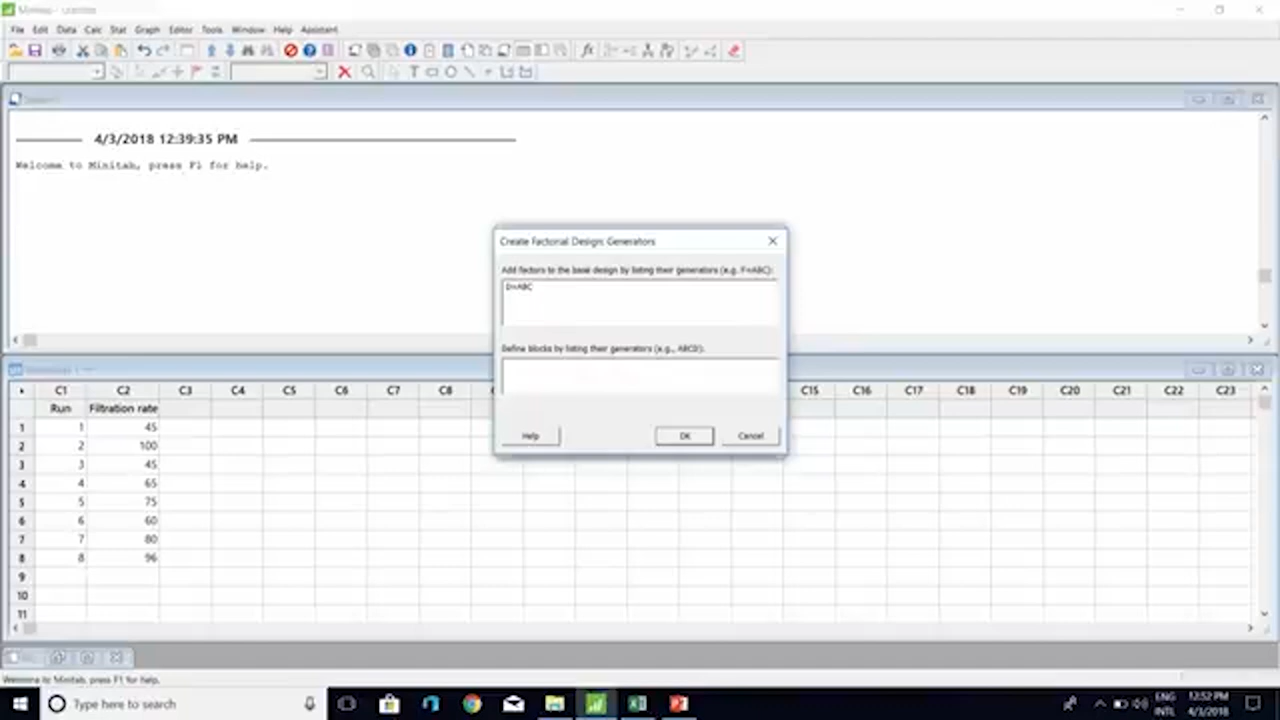 Minitab - Untitled
File Edit Data Calc Stat Graph Editor Tools Window Help Assistant
4/3/2018 12:39:35 PM
Welcome to Minitab, press F1 for help.
Create Factorial Design: Generators
Add factors to the basic design by listing their generators (e.g. F=ABC):
D=ABC
Define blocks by listing their generators (e.g., ABCD):
Help OK Cancel
C1 C2 C3 C4 C5 C6 C7 C8 C15 C16 C17 C18 C19 C20 C21 C22 C23
Run Filtration rate
1 1 45
2 2 100
3 3 45
4 4 65
5 5 75
6 6 60
7 7 80
8 8 96
9
10
11
Welcome to Minitab, press F1 for help.
Type here to search
ENG 12:52 PM
INTL 4/3/2018